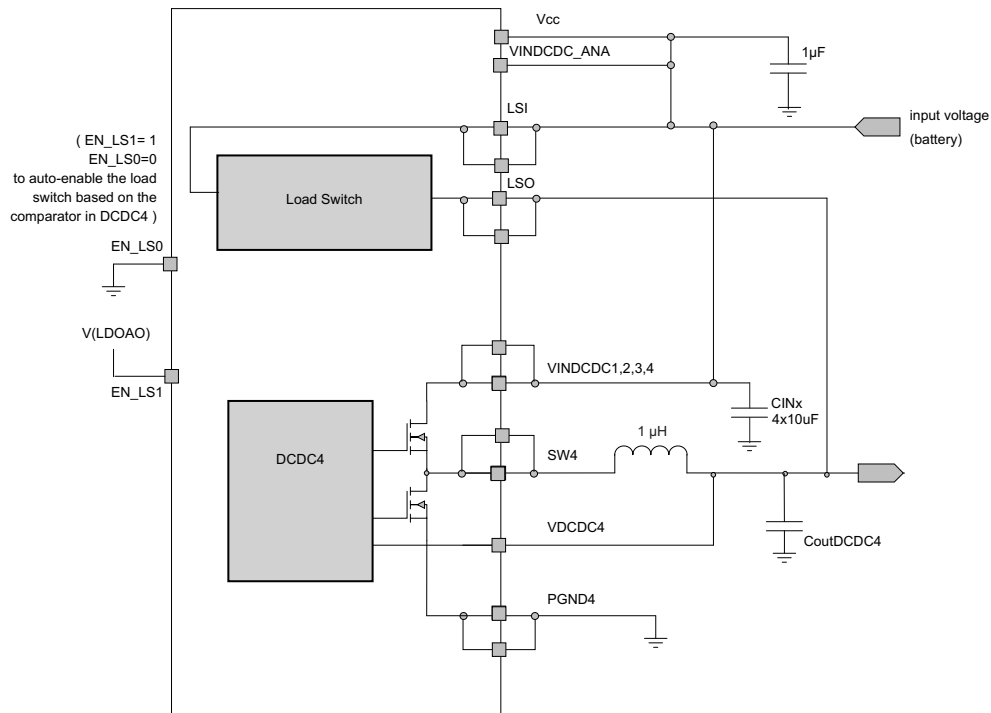 Vcc
VINDCDC_ANA
1µF
LSI
input voltage
(battery)
( EN_LS1= 1
EN_LS0=0
to auto-enable the load
switch based on the
comparator in DCDC4 )
Load Switch
LSO
EN_LS0
V(LDOAO)
EN_LS1
VINDCDC1,2,3,4
CINx
4x10uF
DCDC4
SW4
1 µH
VDCDC4
CoutDCDC4
PGND4